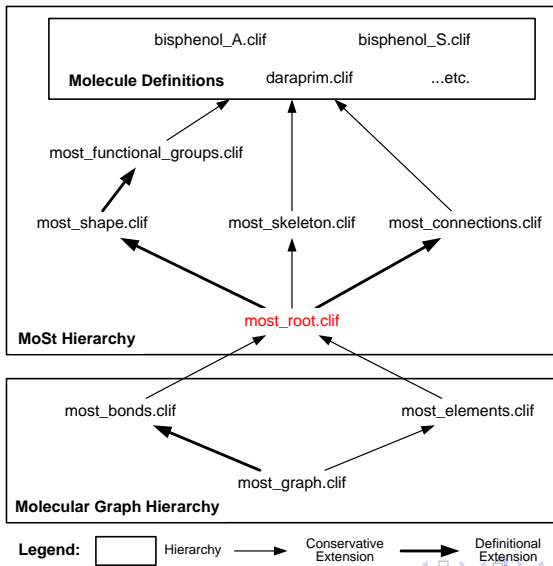 bisphenol_A.clif bisphenol_S.clif
Molecule Definitions daraprim.clif ...etc.
most_functional_groups.clif
most_shape.clif most_skeleton.clif most_connections.clif
most_root.clif
MoSt Hierarchy
most_bonds.clif most_elements.clif
most_graph.clif
Molecular Graph Hierarchy
Legend: Hierarchy Conservative Extension Definitional Extension